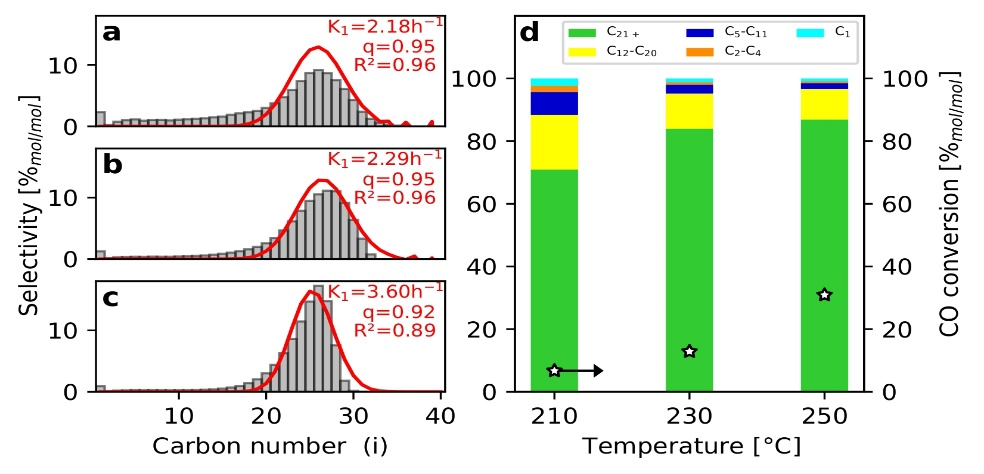 a
K₁=2.18h⁻¹
q=0.95
R²=0.96
10
0
b
K₁=2.29h⁻¹
q=0.95
R²=0.96
10
0
c
K₁=3.60h⁻¹
q=0.92
R²=0.89
10
0
10 20 30 40
Carbon number (i)
Selectivity [%mol/mol]
d
C₂₁₊ C₅-C₁₁ C₁
C₁₂-C₂₀ C₂-C₄
100 100
80 80
60 60
40 40
20 20
0 0
210 230 250
Temperature [°C]
CO conversion [%mol/mol]